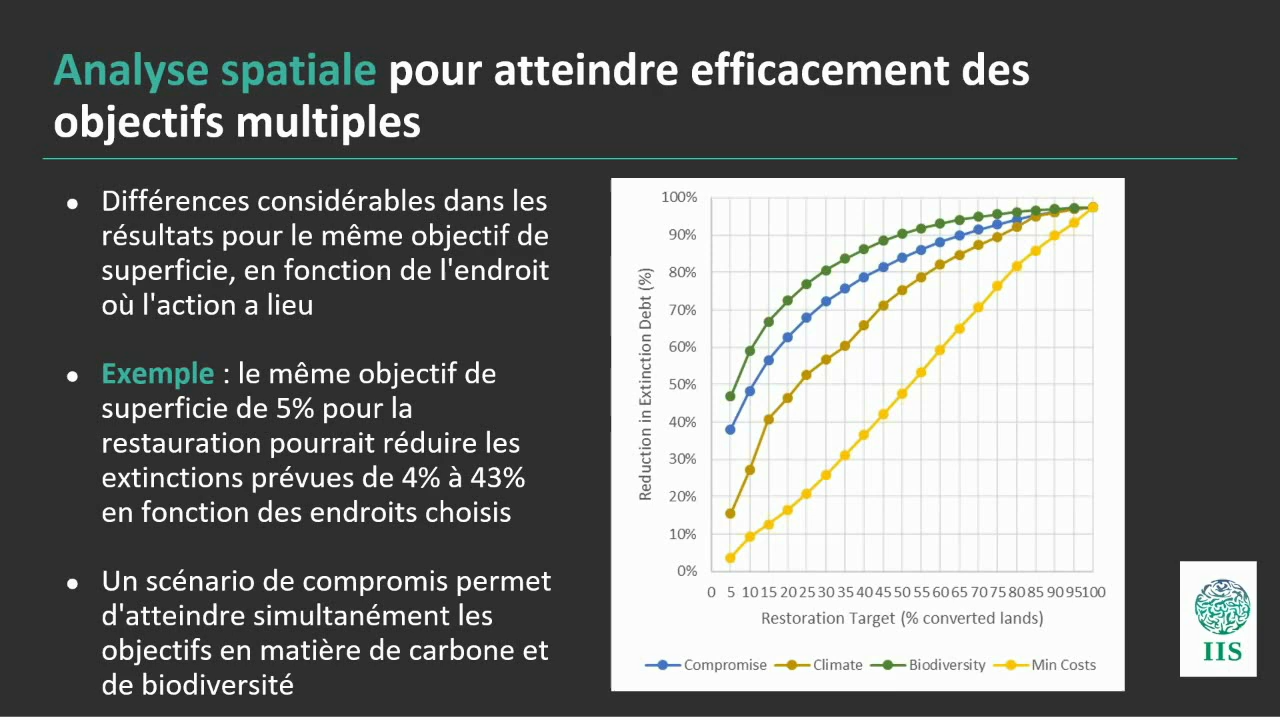 Analyse spatiale pour atteindre efficacement des
objectifs multiples
● Différences considérables dans les
résultats pour le même objectif de
superficie, en fonction de l'endroit
où l'action a lieu
● Exemple : le même objectif de
superficie de 5% pour la
restauration pourrait réduire les
extinctions prévues de 4% à 43%
en fonction des endroits choisis
● Un scénario de compromis permet
d'atteindre simultanément les
objectifs en matière de carbone et
de biodiversité
Reduction in Extinction Debt (%)
100%
90%
80%
70%
60%
50%
40%
30%
20%
10%
0%
0 5 10 15 20 25 30 35 40 45 50 55 60 65 70 75 80 85 90 95 100
Restoration Target (% converted lands)
Compromise Climate Biodiversity Min Costs
IIS